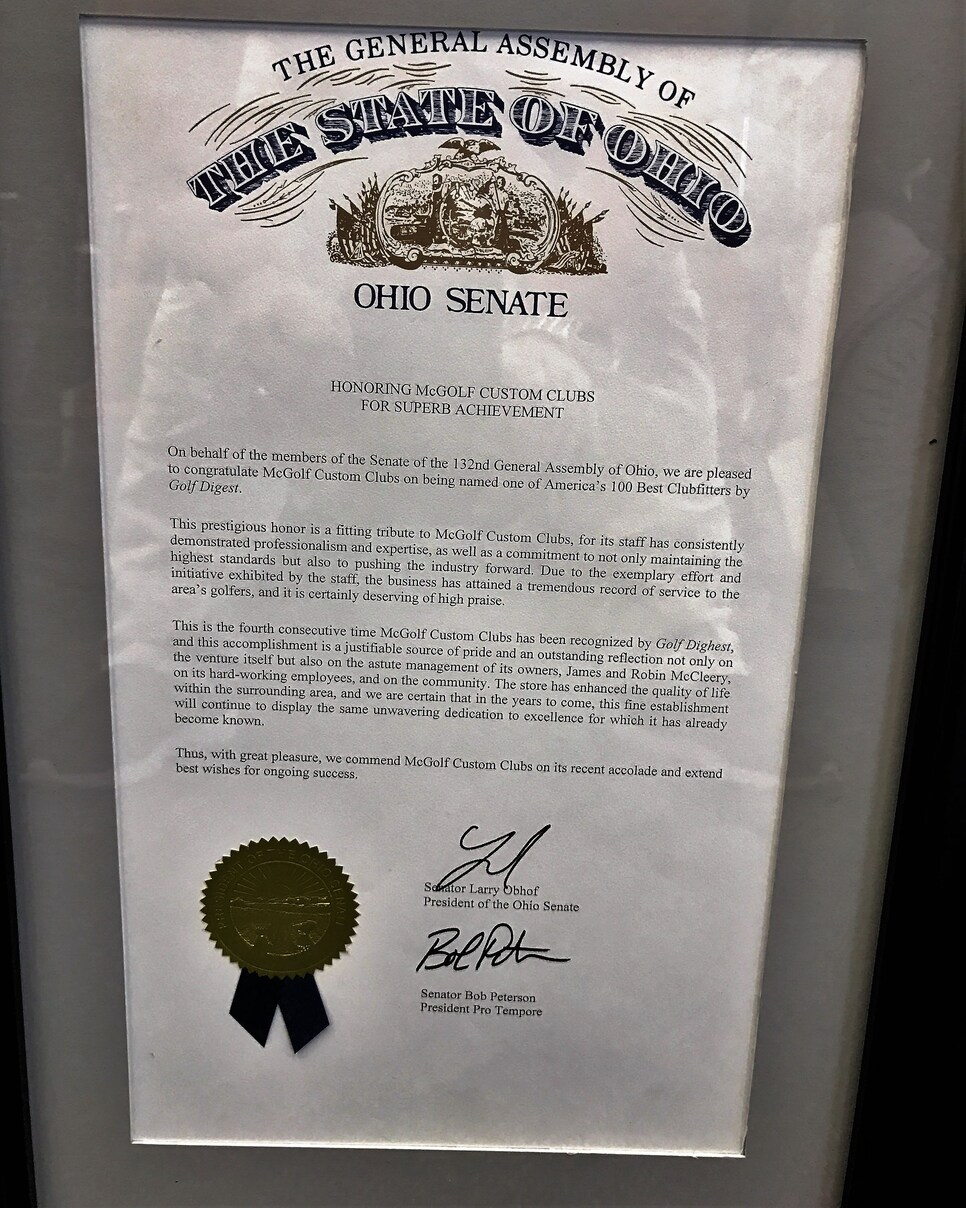 THE GENERAL ASSEMBLY OF
THE STATE OF OHIO
OHIO SENATE
HONORING McGOLF CUSTOM CLUBS
FOR SUPERB ACHIEVEMENT
On behalf of the members of the Senate of the 132nd General Assembly of Ohio, we are pleased
to congratulate McGolf Custom Clubs on being named one of America's 100 Best Clubfitters by
Golf Digest.
This prestigious honor is a fitting tribute to McGolf Custom Clubs, for its staff has consistently
demonstrated professionalism and expertise, as well as a commitment to not only maintaining the
highest standards but also to pushing the industry forward. Due to the exemplary effort and
initiative exhibited by the staff, the business has attained a tremendous record of service to the
area's golfers, and it is certainly deserving of high praise.
This is the fourth consecutive time McGolf Custom Clubs has been recognized by Golf Dighest,
and this accomplishment is a justifiable source of pride and an outstanding reflection not only on
the venture itself but also on the astute management of its owners, James and Robin McCleery,
on its hard-working employees, and on the community. The store has enhanced the quality of life
within the surrounding area, and we are certain that in the years to come, this fine establishment
will continue to display the same unwavering dedication to excellence for which it has already
become known.
Thus, with great pleasure, we commend McGolf Custom Clubs on its recent accolade and extend
best wishes for ongoing success.
Senator Larry Obhof
President of the Ohio Senate
Senator Bob Peterson
President Pro Tempore